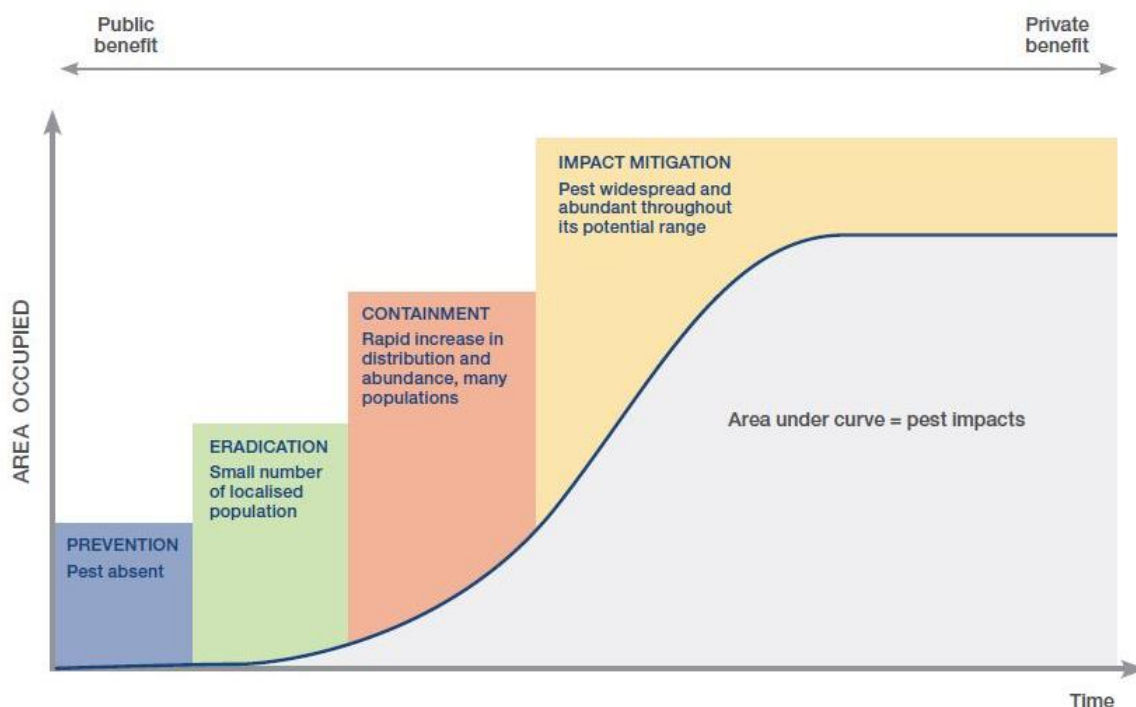 Public
benefit
Private
benefit
AREA OCCUPIED
IMPACT MITIGATION
Pest widespread and
abundant throughout
its potential range
CONTAINMENT
Rapid increase in
distribution and
abundance, many
populations
ERADICATION
Small number
of localised
population
PREVENTION
Pest absent
Area under curve = pest impacts
Time